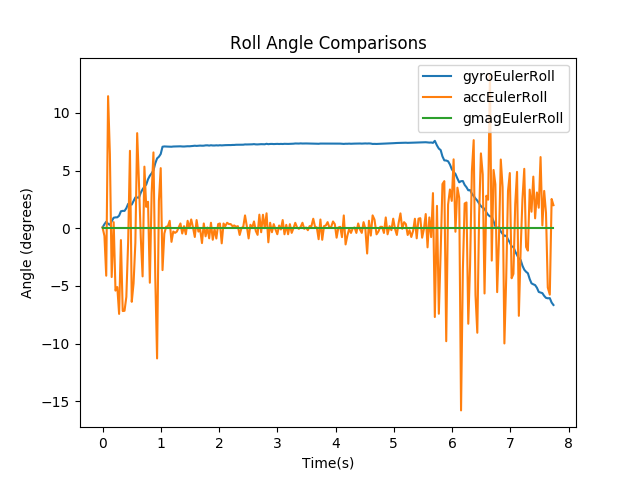 Roll Angle Comparisons
gyroEulerRoll
accEulerRoll
gmagEulerRoll
Angle (degrees)
10
5
0
−5
−10
−15
0 1 2 3 4 5 6 7 8
Time(s)